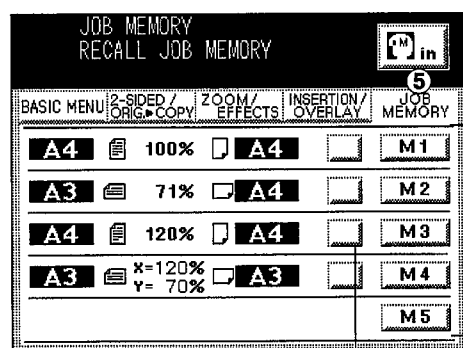 JOB MEMORY
RECALL JOB MEMORY
M in
5
BASIC MENU 2-SIDED / ORIG.▸COPY ZOOM / EFFECTS INSERTION / OVERLAY JOB MEMORY
A4 100% A4 M1
A3 71% A4 M2
A4 120% A4 M3
A3 X=120% Y= 70% A3 M4
M5